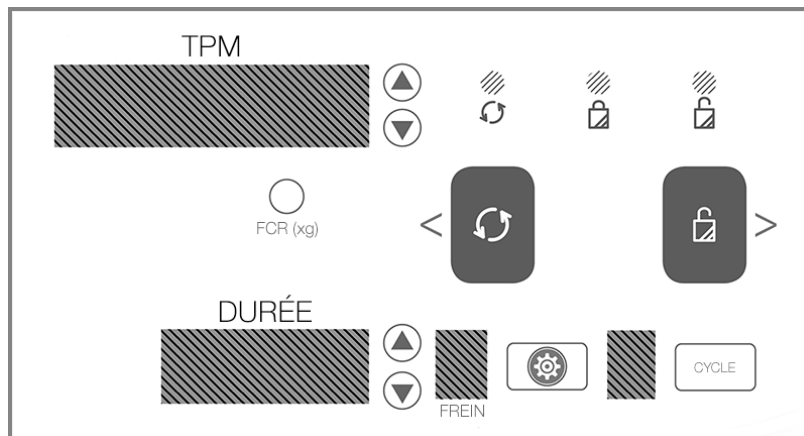 TPM
FCR (xg)
< >
DURÉE
FREIN
CYCLE